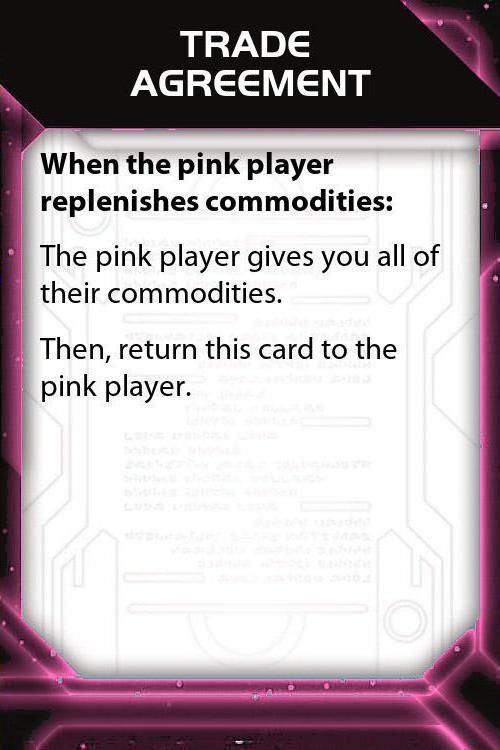 TRADE
AGREEMENT
When the pink player
replenishes commodities:
The pink player gives you all of
their commodities.
Then, return this card to the
pink player.